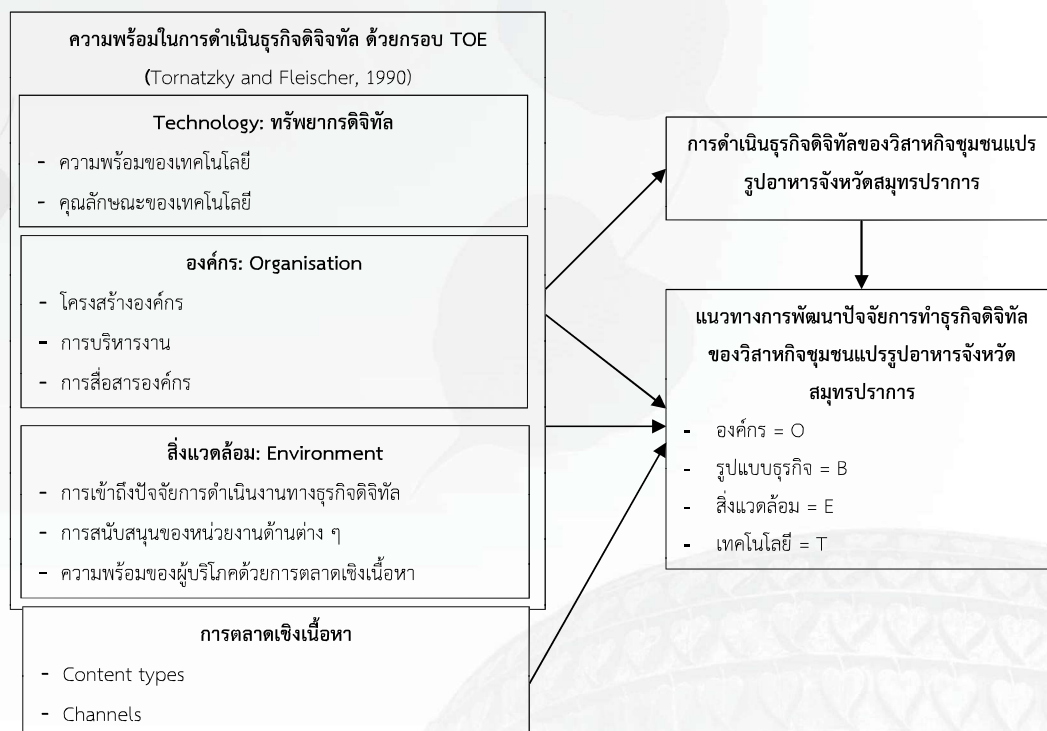 ความพร้อมในการดำเนินธุรกิจดิจิจทัล ด้วยกรอบ TOE
(Tornatzky and Fleischer, 1990)
Technology: ทรัพยากรดิจิทัล
- ความพร้อมของเทคโนโลยี
- คุณลักษณะของเทคโนโลยี
องค์กร: Organisation
- โครงสร้างองค์กร
- การบริหารงาน
- การสื่อสารองค์กร
สิ่งแวดล้อม: Environment
- การเข้าถึงปัจจัยการดำเนินงานทางธุรกิจดิจิทัล
- การสนับสนุนของหน่วยงานด้านต่าง ๆ
- ความพร้อมของผู้บริโภคด้วยการตลาดเชิงเนื้อหา
การตลาดเชิงเนื้อหา
- Content types
- Channels
การดำเนินธุรกิจดิจิทัลของวิสาหกิจชุมชนแปร
รูปอาหารจังหวัดสมุทรปราการ
แนวทางการพัฒนาปัจจัยการทำธุรกิจดิจิทัล
ของวิสาหกิจชุมชนแปรรูปอาหารจังหวัด
สมุทรปราการ
- องค์กร = O
- รูปแบบธุรกิจ = B
- สิ่งแวดล้อม = E
- เทคโนโลยี = T